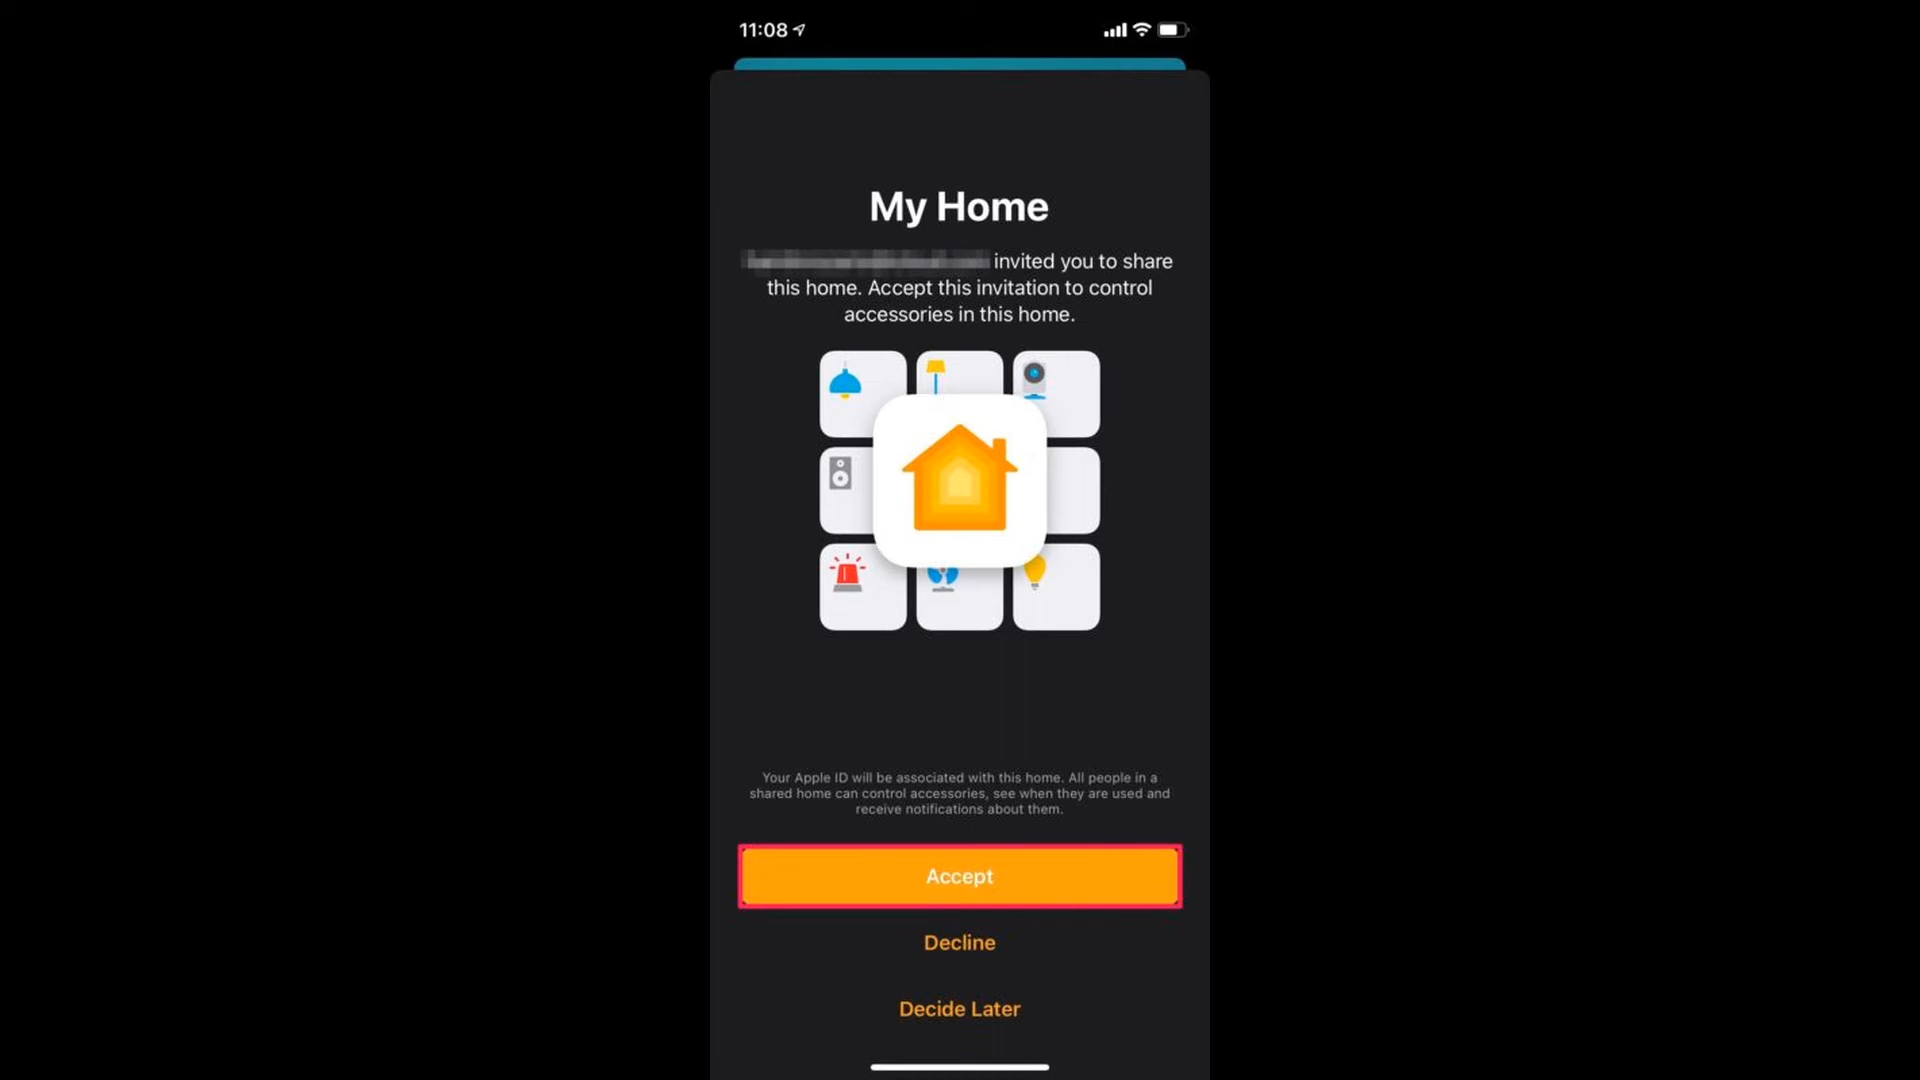 11:08
My Home
invited you to share
this home. Accept this invitation to control
accessories in this home.
Your Apple ID will be associated with this home. All people in a
shared home can control accessories, see when they are used and
receive notifications about them.
Accept
Decline
Decide Later